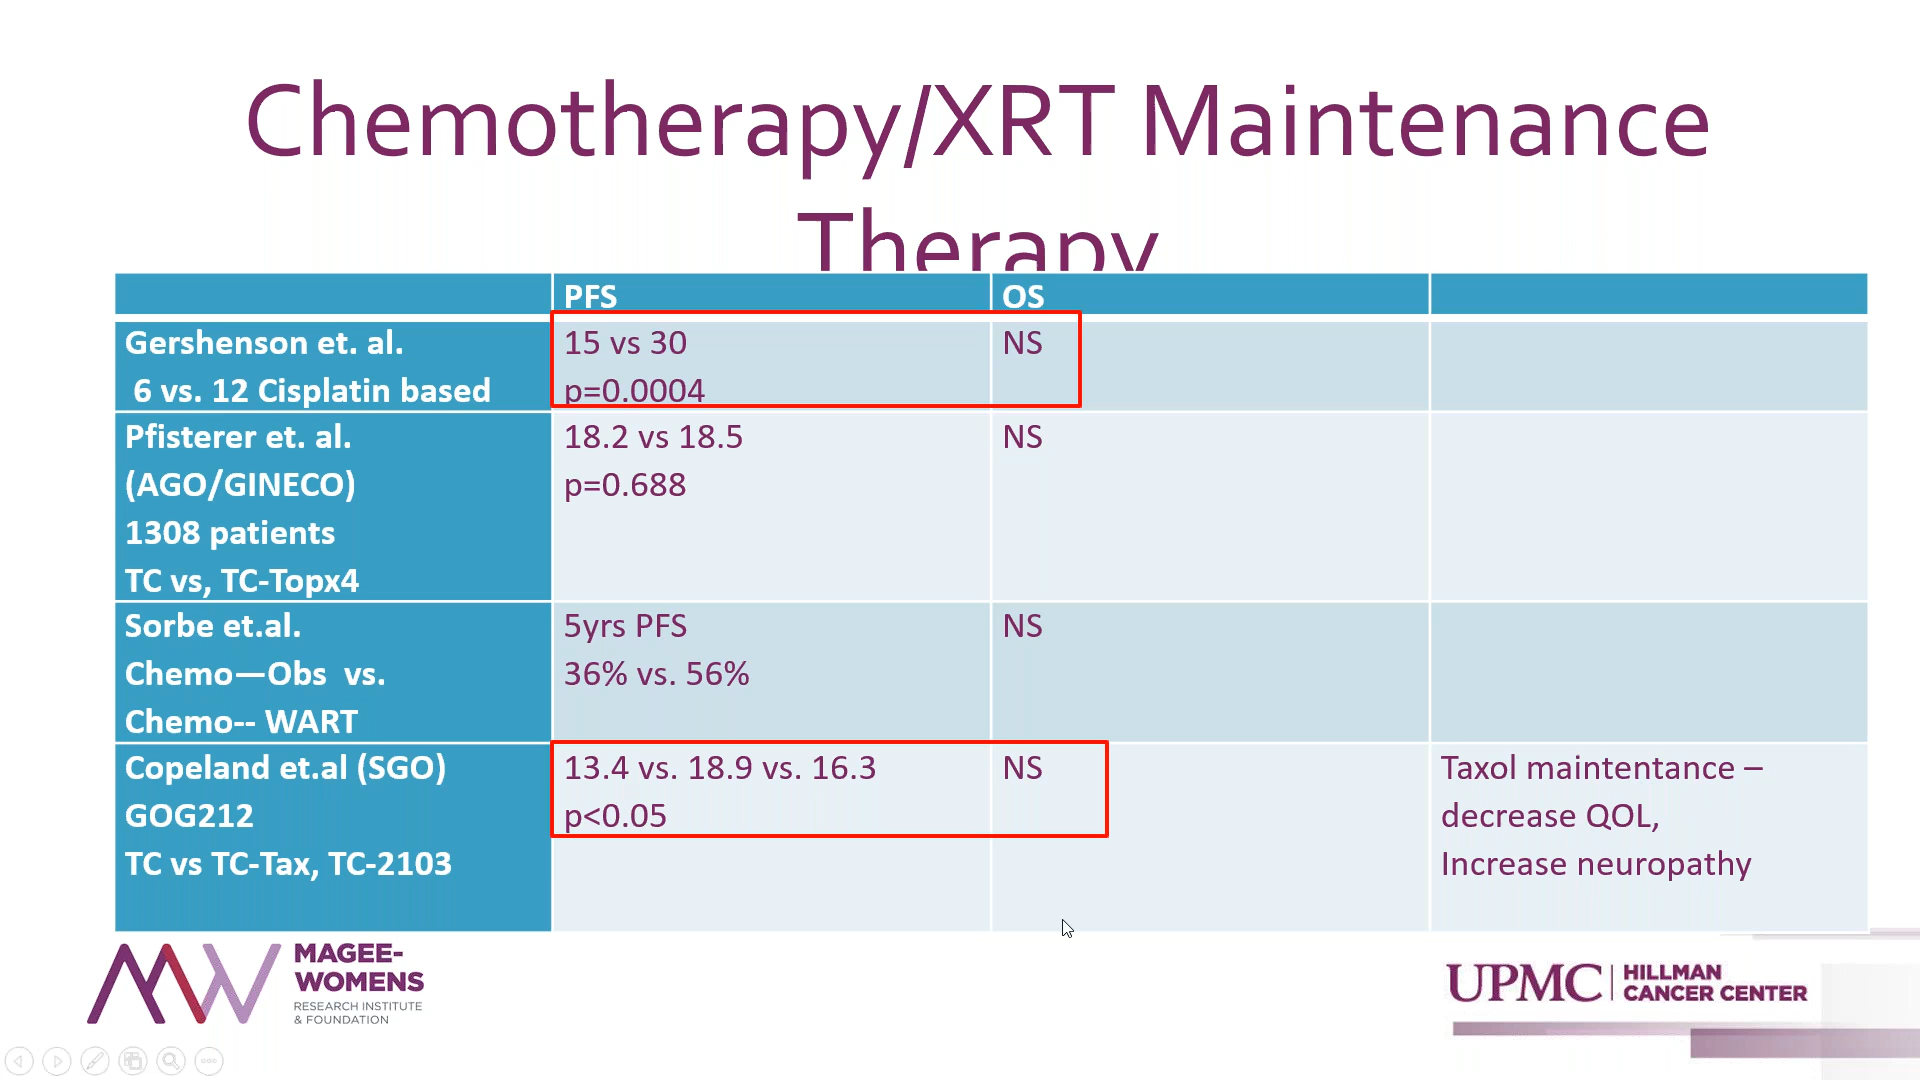 Chemotherapy/XRT Maintenance
Therapy
PFS
OS
Gershenson et. al.
6 vs. 12 Cisplatin based
15 vs 30
p=0.0004
NS
Pfisterer et. al.
(AGO/GINECO)
1308 patients
TC vs, TC-Topx4
18.2 vs 18.5
p=0.688
NS
Sorbe et.al.
Chemo—Obs vs.
Chemo-- WART
5yrs PFS
36% vs. 56%
NS
Copeland et.al (SGO)
GOG212
TC vs TC-Tax, TC-2103
13.4 vs. 18.9 vs. 16.3
p<0.05
NS
Taxol maintentance –
decrease QOL,
Increase neuropathy
MAGEE-
WOMENS
RESEARCH INSTITUTE
& FOUNDATION
UPMC
HILLMAN
CANCER CENTER